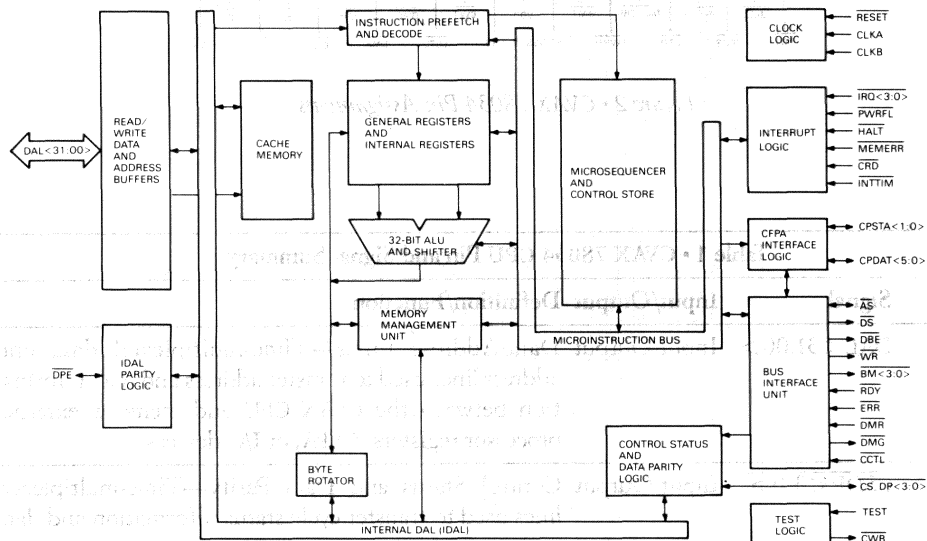 INSTRUCTION PREFETCH
AND DECODE
CLOCK
LOGIC
RESET
CLKA
CLKB
READ/
WRITE
DATA
AND
ADDRESS
BUFFERS
DAL<31:00>
CACHE
MEMORY
GENERAL REGISTERS
AND
INTERNAL REGISTERS
MICROSEQUENCER
AND
CONTROL STORE
INTERRUPT
LOGIC
IRQ<3:0>
PWRFL
HALT
MEMERR
CRD
INTTIM
32-BIT ALU
AND SHIFTER
CFPA
INTERFACE
LOGIC
CPSTA<1:0>
CPDAT<5:0>
MEMORY
MANAGEMENT
UNIT
MICROINSTRUCTION BUS
BUS
INTERFACE
UNIT
AS
DS
DBE
WR
BM<3:0>
RDY
ERR
DMR
DMG
CCTL
DPE
IDAL
PARITY
LOGIC
CONTROL STATUS
AND
DATA PARITY
LOGIC
CS.DP<3:0>
BYTE
ROTATOR
INTERNAL DAL (IDAL)
TEST
LOGIC
TEST
CWB